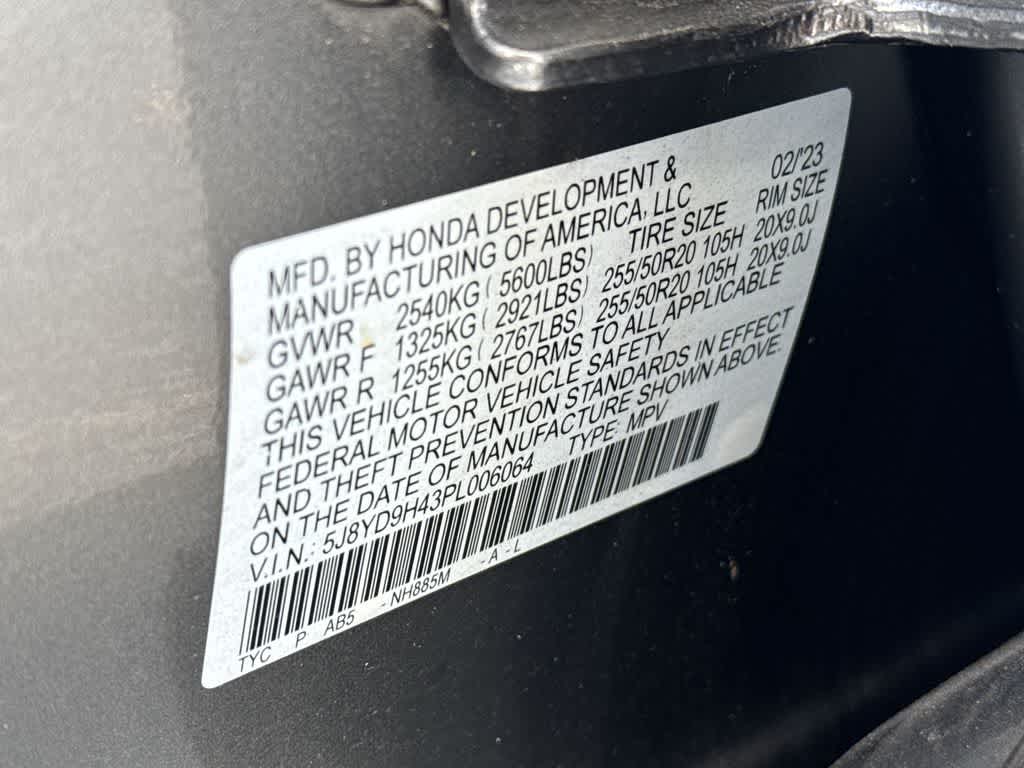 MFD. BY HONDA DEVELOPMENT &
MANUFACTURING OF AMERICA, LLC 02/'23
GVWR 2540KG ( 5600LBS) TIRE SIZE RIM SIZE
GAWR F 1325KG ( 2921LBS) 255/50R20 105H 20X9.0J
GAWR R 1255KG ( 2767LBS) 255/50R20 105H 20X9.0J
THIS VEHICLE CONFORMS TO ALL APPLICABLE
FEDERAL MOTOR VEHICLE SAFETY
AND THEFT PREVENTION STANDARDS IN EFFECT
ON THE DATE OF MANUFACTURE SHOWN ABOVE.
V.I.N.: 5J8YD9H43PL006064 TYPE: MPV
TYC P AB5 -NH885M -A-L